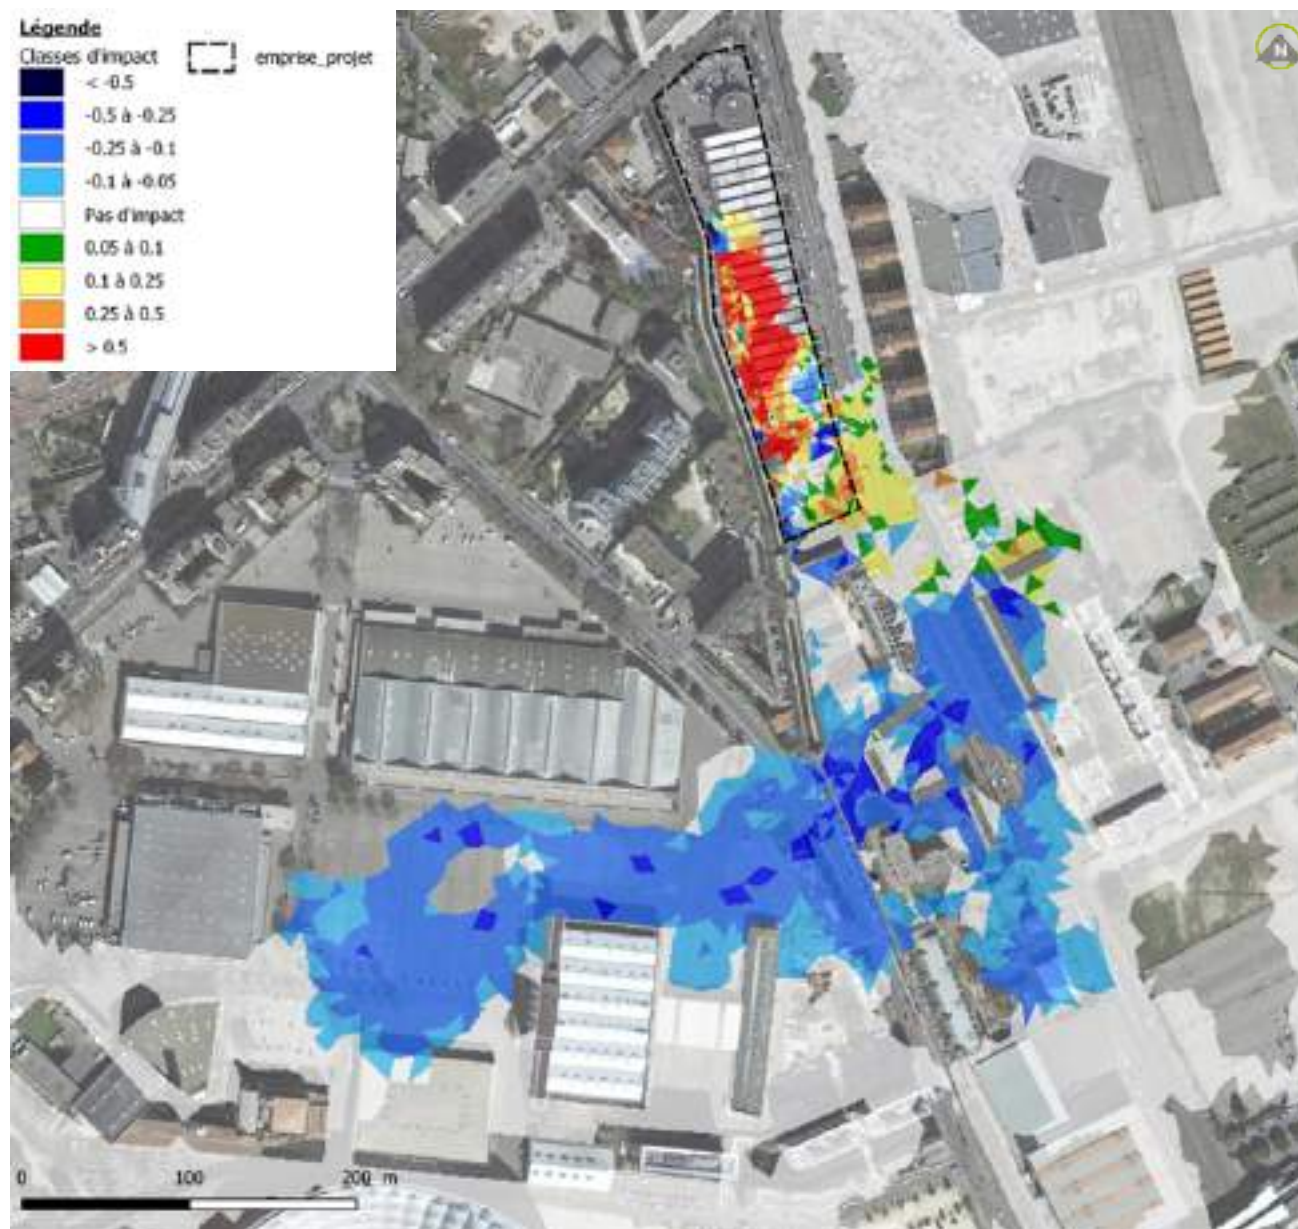 Légende
Classes d'impact
emprise_projet
< -0.5
-0.5 à -0.25
-0.25 à -0.1
-0.1 à -0.05
Pas d'impact
0.05 à 0.1
0.1 à 0.25
0.25 à 0.5
> 0.5
N
0 100 200 m